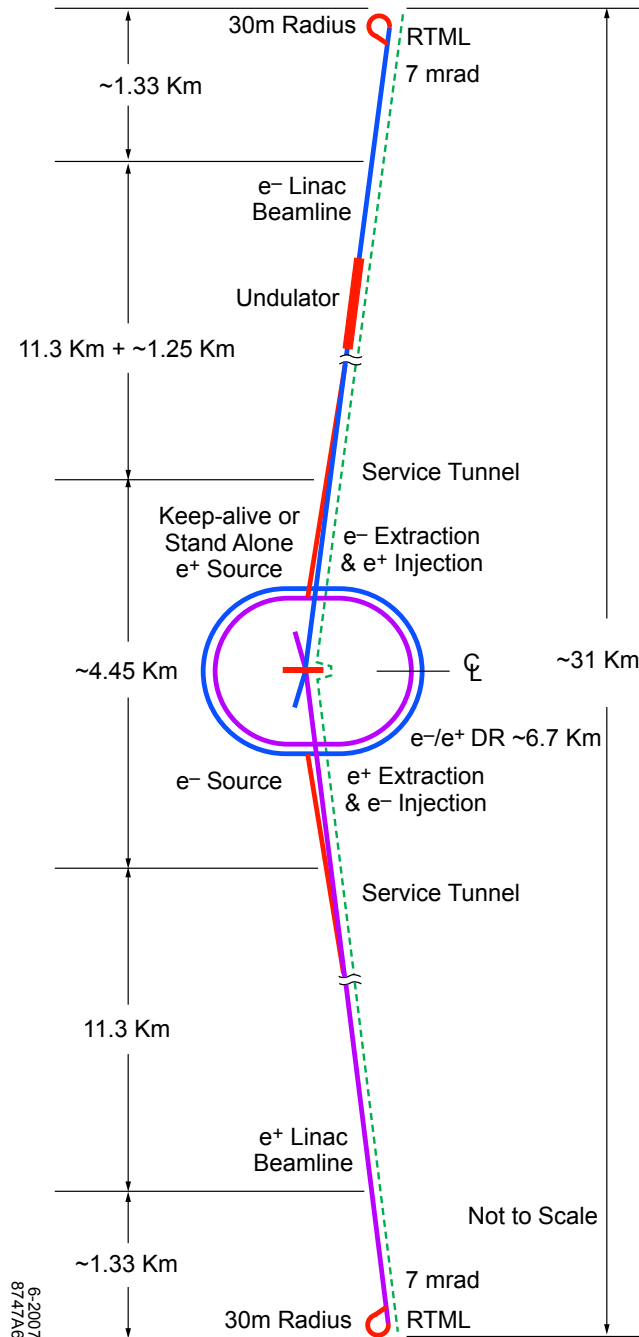 30m Radius
RTML
7 mrad
~1.33 Km
e– Linac
Beamline
Undulator
11.3 Km + ~1.25 Km
Service Tunnel
Keep-alive or
Stand Alone
e+ Source
e– Extraction
& e+ Injection
~4.45 Km
℄
~31 Km
e–/e+ DR ~6.7 Km
e– Source
e+ Extraction
& e– Injection
Service Tunnel
11.3 Km
e+ Linac
Beamline
Not to Scale
~1.33 Km
7 mrad
30m Radius
RTML
6-2007
8747A6